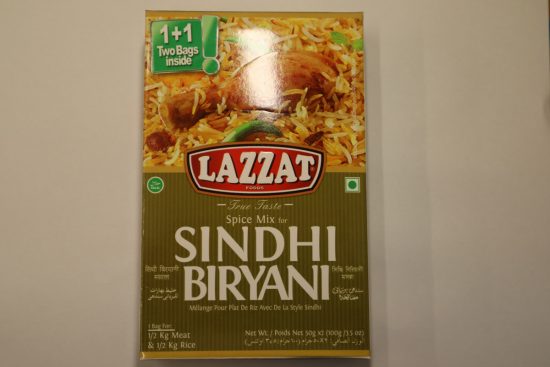 1+1
Two Bags
inside
LAZZAT
FOODS
True Taste
Spice Mix for
SINDHI
BIRYANI
सिंधी बिरयानी
मसाला
Mélange Pour Plat De Riz Avec De La Style Sindhi
1 Bag For:
1/2 Kg Meat
& 1/2 Kg Rice
Net Wt. / Poids Net 50g x2 (100g /3.5 oz)